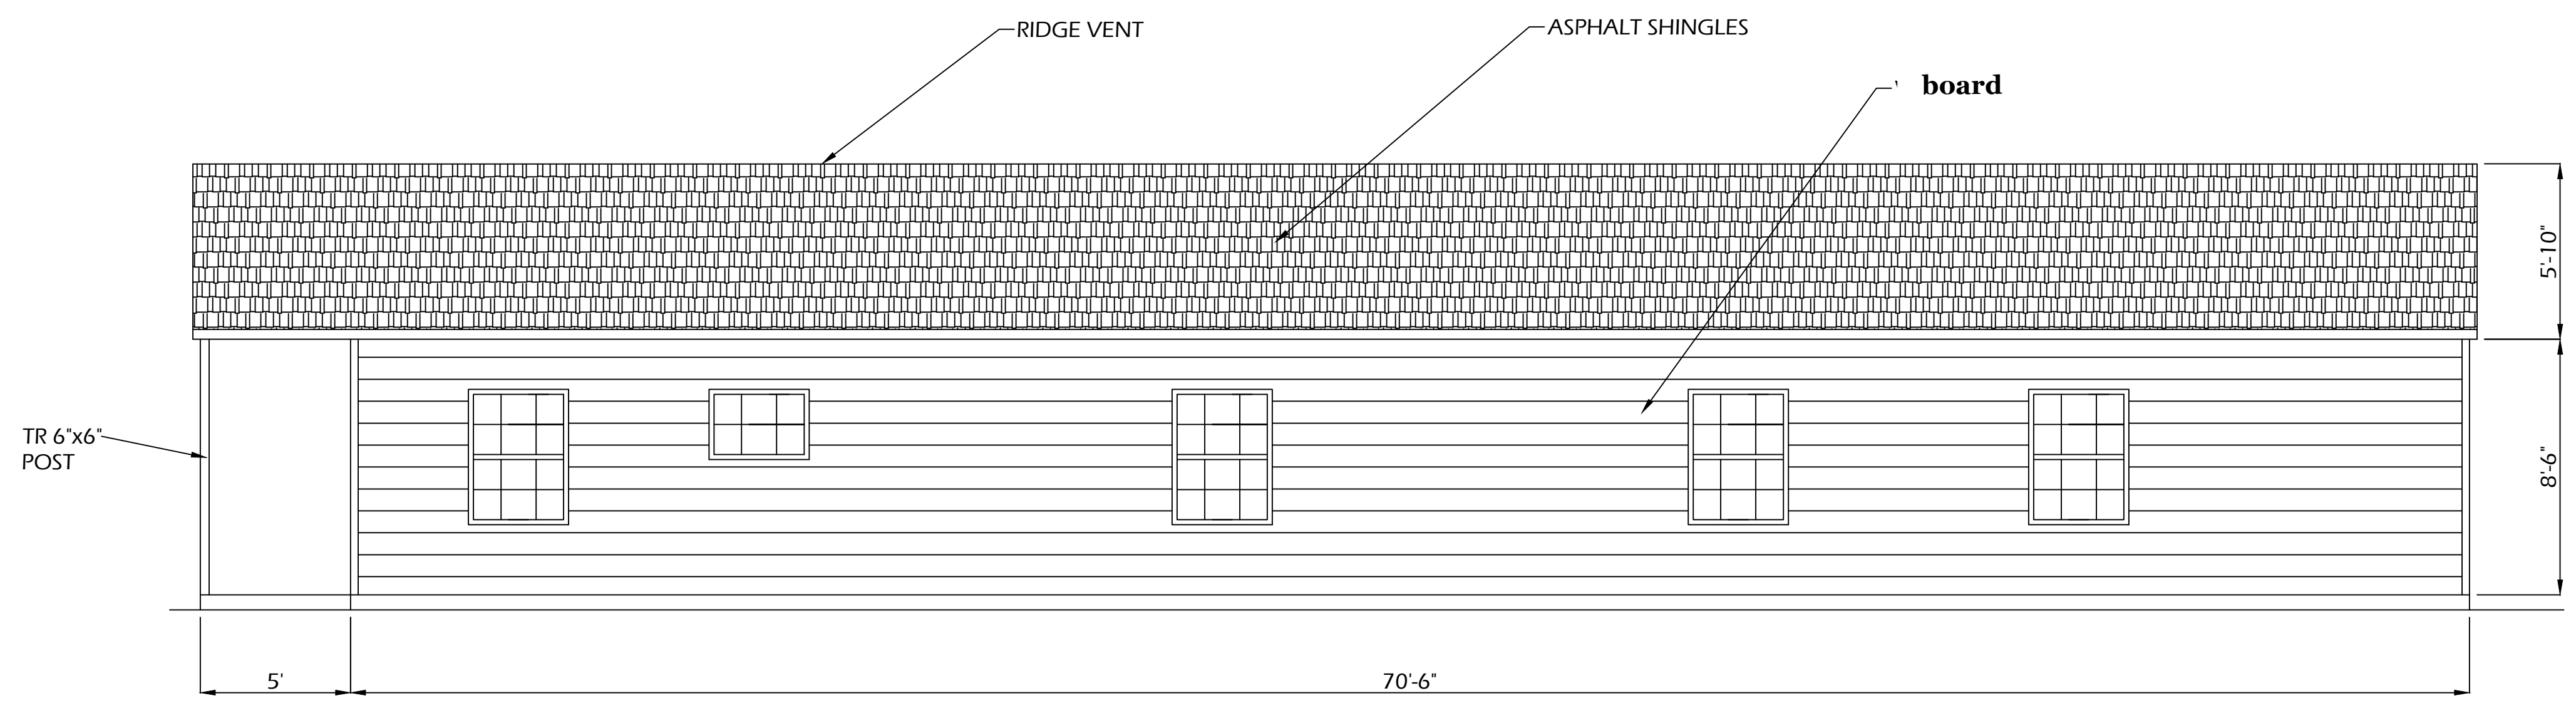 RIDGE VENT
ASPHALT SHINGLES
board
5'-10"
TR 6"x6"
POST
8'-6"
5'
70'-6"